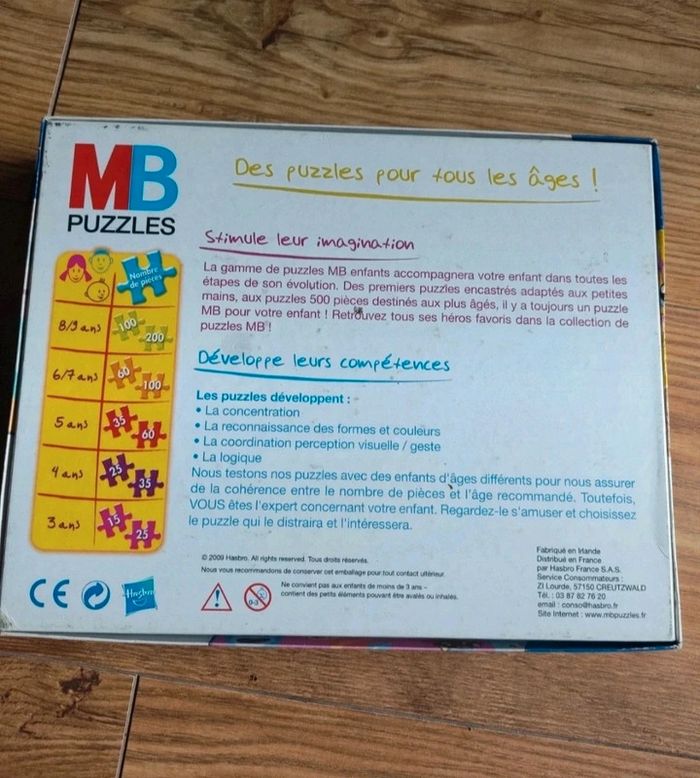 MB
PUZZLES
Des puzzles pour tous les âges !
Stimule leur imagination
La gamme de puzzles MB enfants accompagnera votre enfant dans toutes les
étapes de son évolution. Des premiers puzzles encastrés adaptés aux petites
mains, aux puzzles 500 pièces destinés aux plus âgés, il y a toujours un puzzle
MB pour votre enfant ! Retrouvez tous ses héros favoris dans la collection de
puzzles MB !
Développe leurs compétences
Les puzzles développent :
• La concentration
• La reconnaissance des formes et couleurs
• La coordination perception visuelle / geste
• La logique
Nous testons nos puzzles avec des enfants d'âges différents pour nous assurer
de la cohérence entre le nombre de pièces et l'âge recommandé. Toutefois,
VOUS êtes l'expert concernant votre enfant. Regardez-le s'amuser et choisissez
le puzzle qui le distraira et l'intéressera.
Nombre
de pièces
8/9 ans 100 200
6/7 ans 60 100
5 ans 35 60
4 ans 25 35
3 ans 15 25
© 2009 Hasbro. All rights reserved. Tous droits réservés.
Nous vous recommandons de conserver cet emballage pour tout contact ultérieur.
CE
Hasbro
0-3
Ne convient pas aux enfants de moins de 3 ans –
contient des petits éléments pouvant être avalés ou inhalés.
Fabriqué en Irlande
Distribué en France
par Hasbro France S.A.S.
Service Consommateurs :
ZI Lourde, 57150 CREUTZWALD
Tél. : 03 87 82 76 20
email : conso@hasbro.fr
Site Internet : www.mbpuzzles.fr